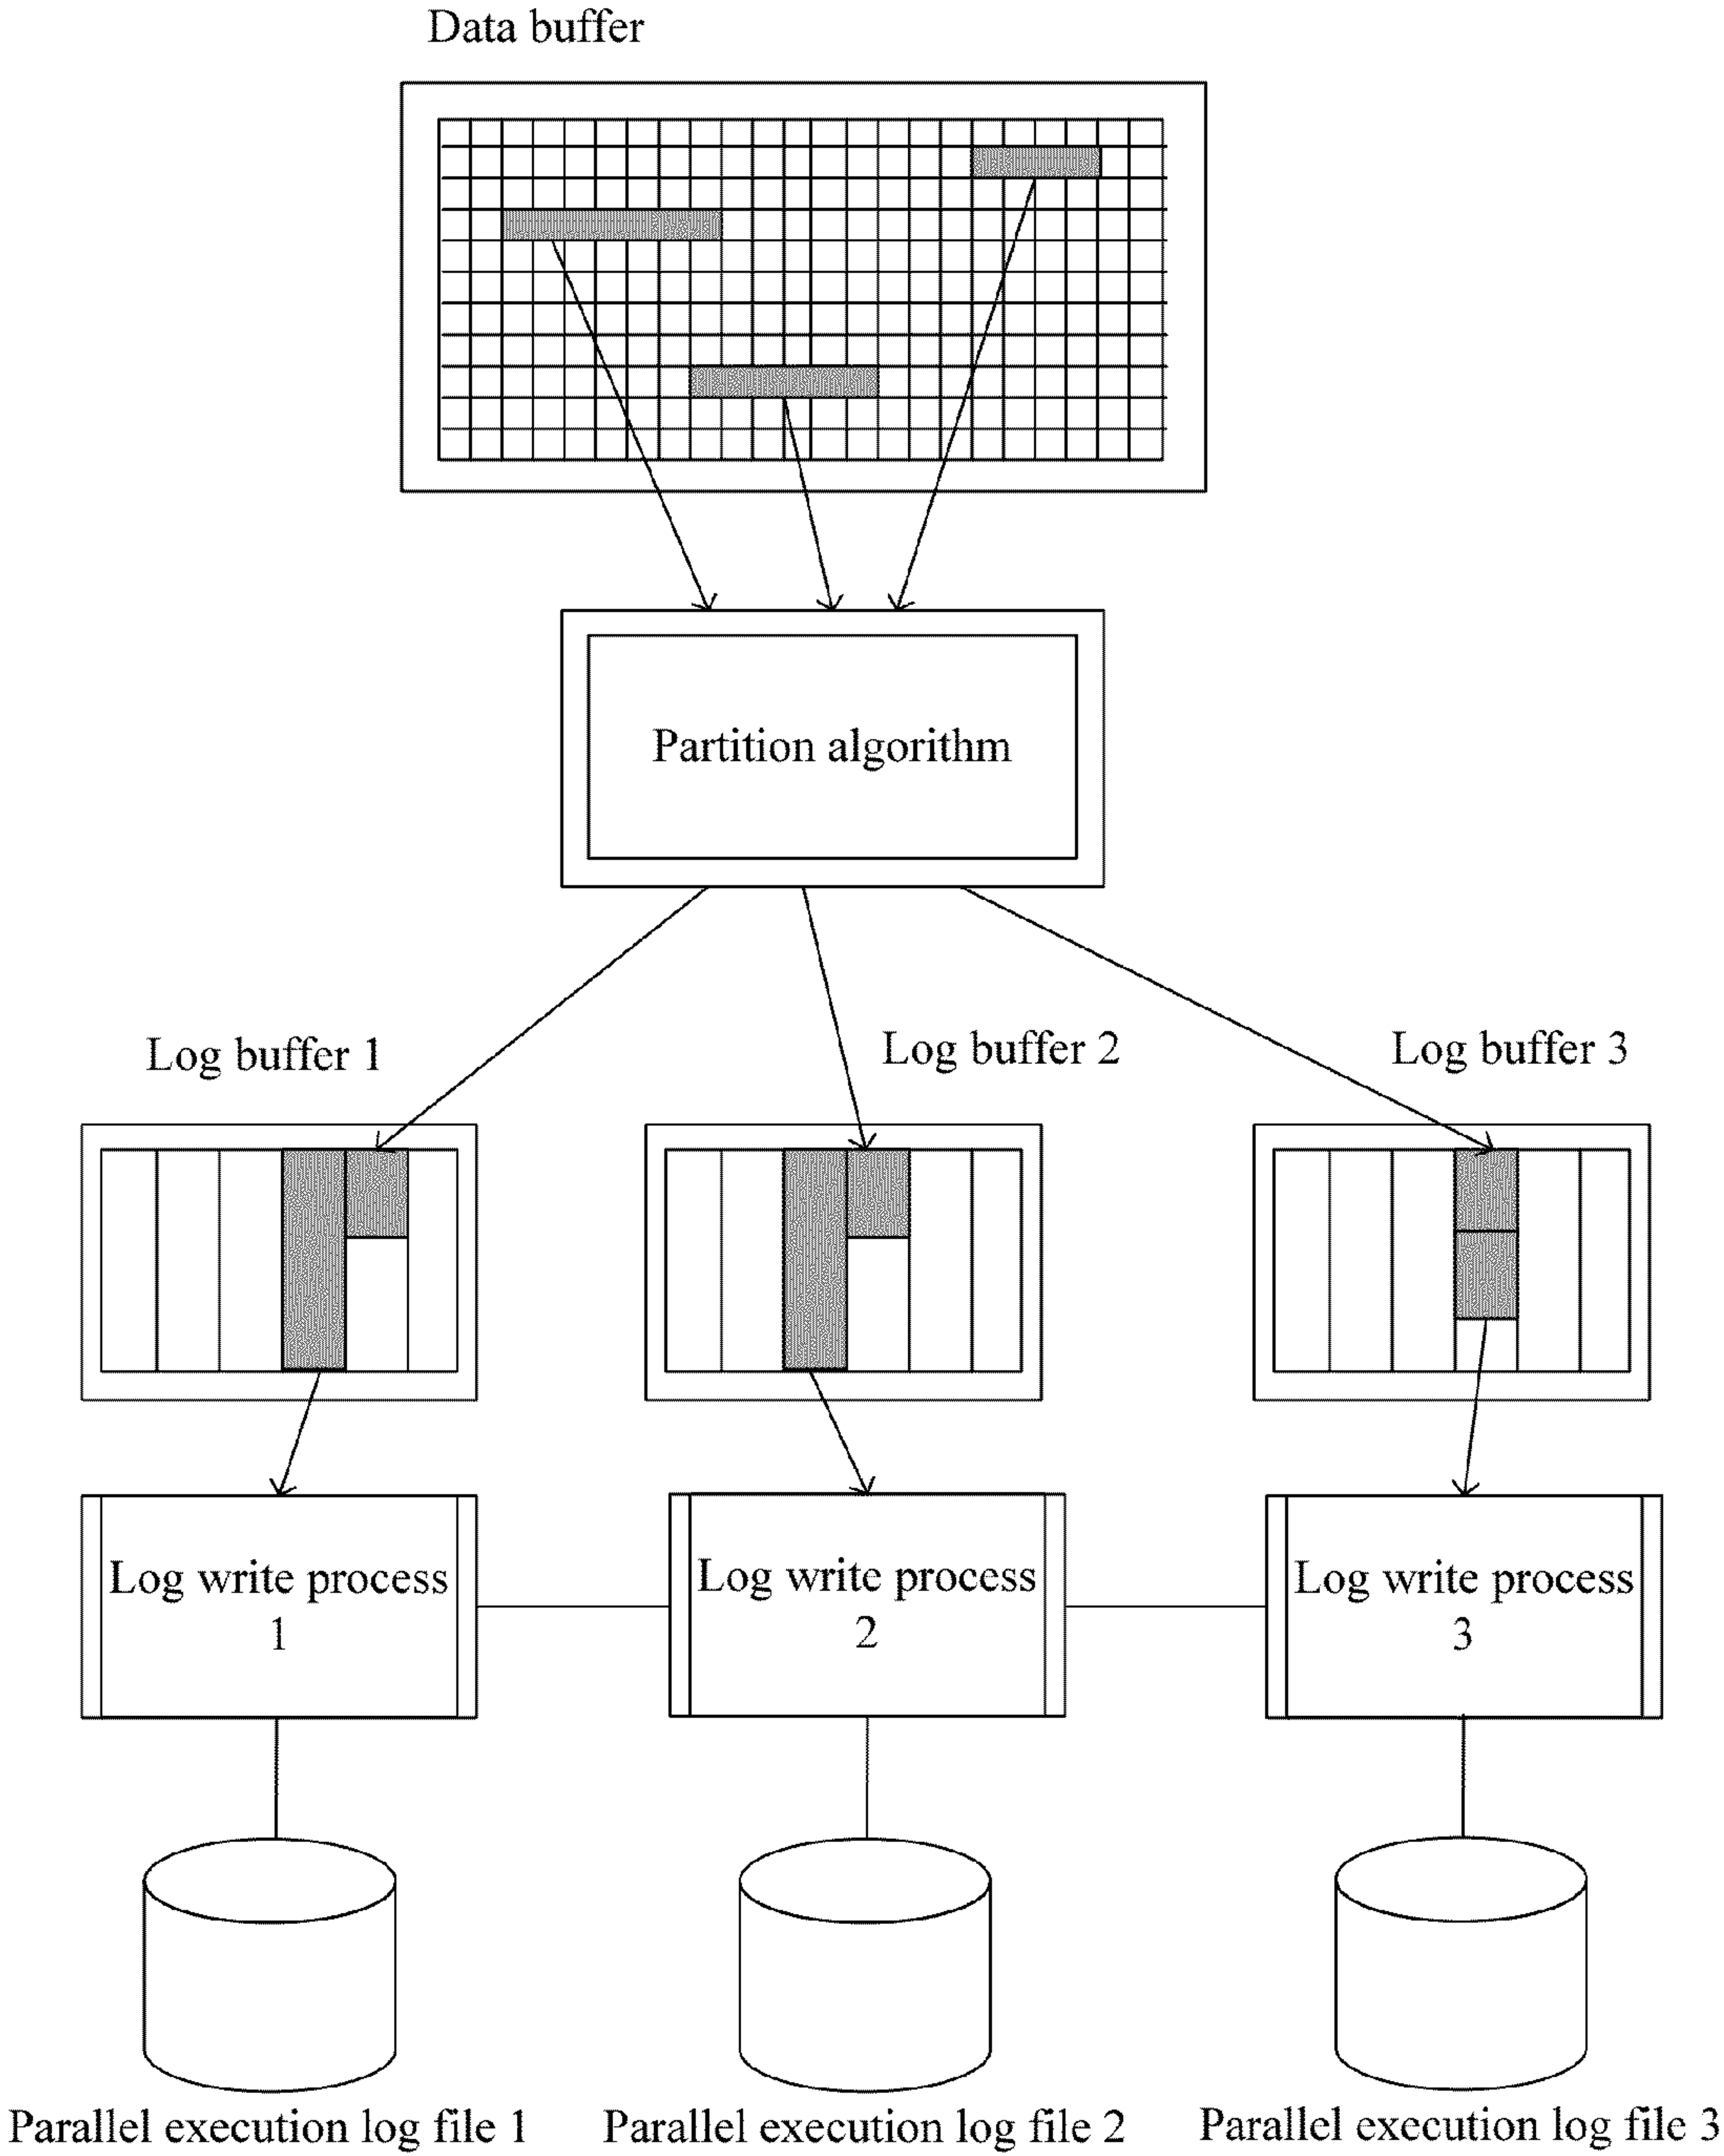 Data buffer
Partition algorithm
Log buffer 1
Log buffer 2
Log buffer 3
Log write process
1
Log write process
2
Log write process
3
Parallel execution log file 1
Parallel execution log file 2
Parallel execution log file 3